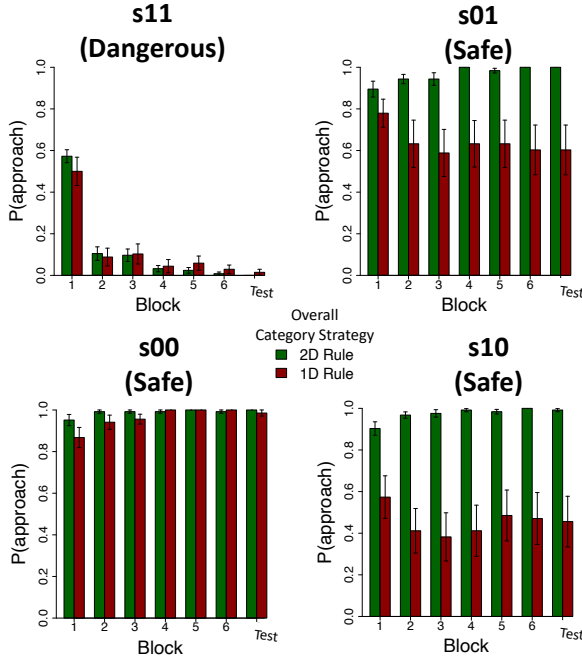 s11
(Dangerous)
P(approach)
0.0 0.2 0.4 0.6 0.8 1.0
1 2 3 4 5 6 Test
Block
s01
(Safe)
P(approach)
0.0 0.2 0.4 0.6 0.8 1.0
1 2 3 4 5 6 Test
Block
Overall
Category Strategy
2D Rule
1D Rule
s00
(Safe)
P(approach)
0.0 0.2 0.4 0.6 0.8 1.0
1 2 3 4 5 6 Test
Block
s10
(Safe)
P(approach)
0.0 0.2 0.4 0.6 0.8 1.0
1 2 3 4 5 6 Test
Block